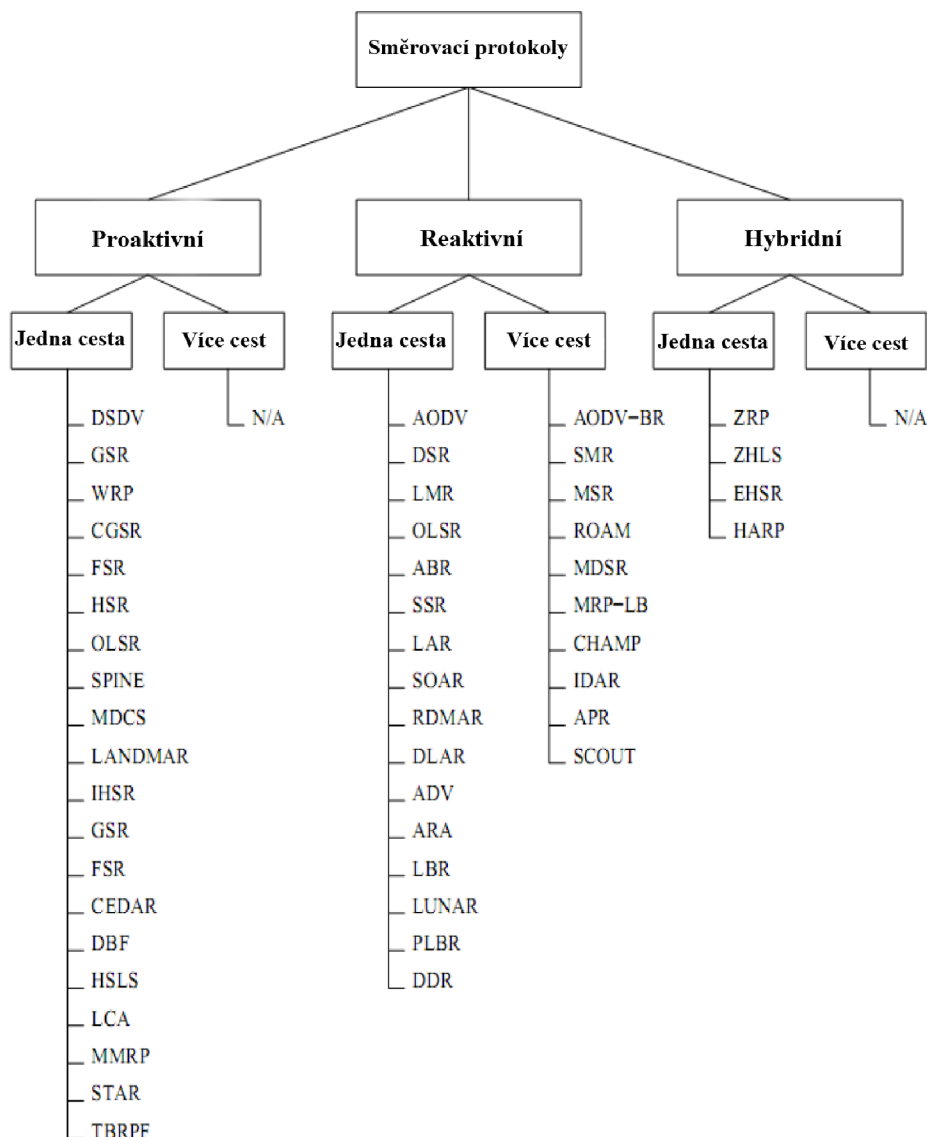 Směrovací protokoly
Proaktivní
Reaktivní
Hybridní
Jedna cesta
Více cest
Jedna cesta
Více cest
Jedna cesta
Více cest
DSDV
GSR
WRP
CGSR
FSR
HSR
OLSR
SPINE
MDCS
LANDMAR
IHSR
GSR
FSR
CEDAR
DBF
HSLS
LCA
MMRP
STAR
TBRPF
N/A
AODV
DSR
LMR
OLSR
ABR
SSR
LAR
SOAR
RDMAR
DLAR
ADV
ARA
LBR
LUNAR
PLBR
DDR
AODV-BR
SMR
MSR
ROAM
MDSR
MRP-LB
CHAMP
IDAR
APR
SCOUT
ZRP
ZHLS
EHSR
HARP
N/A